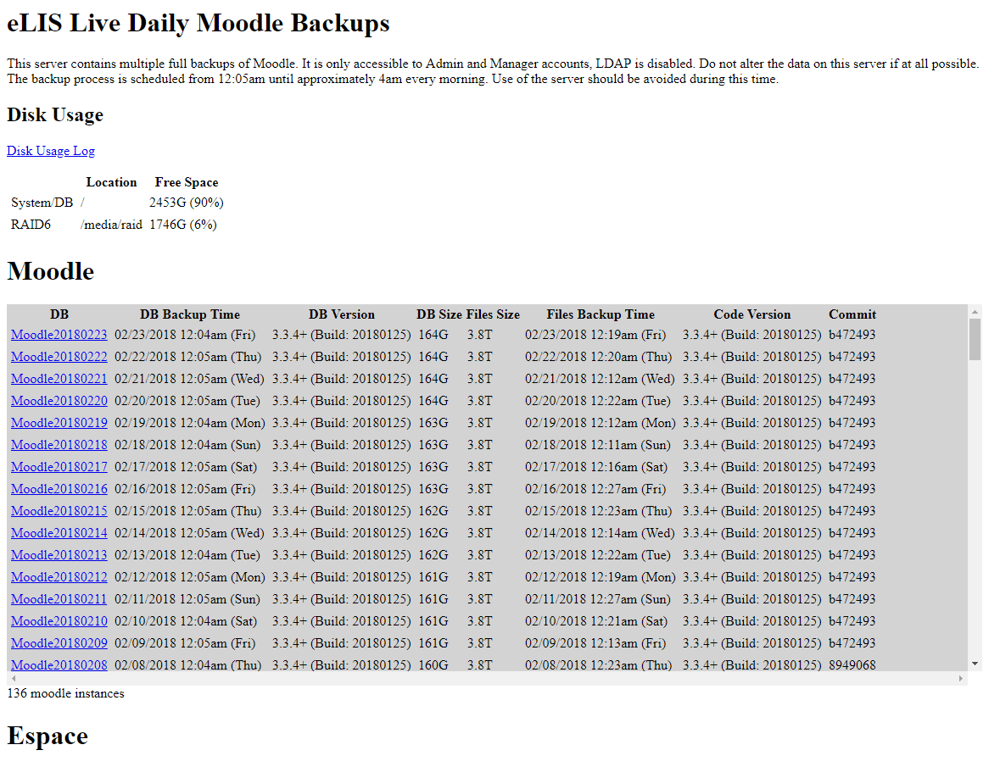 eLIS Live Daily Moodle Backups
This server contains multiple full backups of Moodle. It is only accessible to Admin and Manager accounts, LDAP is disabled. Do not alter the data on this server if at all possible.
The backup process is scheduled from 12:05am until approximately 4am every morning. Use of the server should be avoided during this time.
Disk Usage
Disk Usage Log
Location Free Space
System/DB / 2453G (90%)
RAID6 /media/raid 1746G (6%)
Moodle
DB DB Backup Time DB Version DB Size Files Size Files Backup Time Code Version Commit
Moodle20180223 02/23/2018 12:04am (Fri) 3.3.4+ (Build: 20180125) 164G 3.8T 02/23/2018 12:19am (Fri) 3.3.4+ (Build: 20180125) b472493
Moodle20180222 02/22/2018 12:05am (Thu) 3.3.4+ (Build: 20180125) 164G 3.8T 02/22/2018 12:20am (Thu) 3.3.4+ (Build: 20180125) b472493
Moodle20180221 02/21/2018 12:05am (Wed) 3.3.4+ (Build: 20180125) 164G 3.8T 02/21/2018 12:12am (Wed) 3.3.4+ (Build: 20180125) b472493
Moodle20180220 02/20/2018 12:05am (Tue) 3.3.4+ (Build: 20180125) 164G 3.8T 02/20/2018 12:22am (Tue) 3.3.4+ (Build: 20180125) b472493
Moodle20180219 02/19/2018 12:04am (Mon) 3.3.4+ (Build: 20180125) 163G 3.8T 02/19/2018 12:12am (Mon) 3.3.4+ (Build: 20180125) b472493
Moodle20180218 02/18/2018 12:04am (Sun) 3.3.4+ (Build: 20180125) 163G 3.8T 02/18/2018 12:11am (Sun) 3.3.4+ (Build: 20180125) b472493
Moodle20180217 02/17/2018 12:05am (Sat) 3.3.4+ (Build: 20180125) 163G 3.8T 02/17/2018 12:16am (Sat) 3.3.4+ (Build: 20180125) b472493
Moodle20180216 02/16/2018 12:05am (Fri) 3.3.4+ (Build: 20180125) 163G 3.8T 02/16/2018 12:27am (Fri) 3.3.4+ (Build: 20180125) b472493
Moodle20180215 02/15/2018 12:05am (Thu) 3.3.4+ (Build: 20180125) 162G 3.8T 02/15/2018 12:23am (Thu) 3.3.4+ (Build: 20180125) b472493
Moodle20180214 02/14/2018 12:05am (Wed) 3.3.4+ (Build: 20180125) 162G 3.8T 02/14/2018 12:14am (Wed) 3.3.4+ (Build: 20180125) b472493
Moodle20180213 02/13/2018 12:04am (Tue) 3.3.4+ (Build: 20180125) 162G 3.8T 02/13/2018 12:22am (Tue) 3.3.4+ (Build: 20180125) b472493
Moodle20180212 02/12/2018 12:05am (Mon) 3.3.4+ (Build: 20180125) 161G 3.8T 02/12/2018 12:19am (Mon) 3.3.4+ (Build: 20180125) b472493
Moodle20180211 02/11/2018 12:05am (Sun) 3.3.4+ (Build: 20180125) 161G 3.8T 02/11/2018 12:27am (Sun) 3.3.4+ (Build: 20180125) b472493
Moodle20180210 02/10/2018 12:04am (Sat) 3.3.4+ (Build: 20180125) 161G 3.8T 02/10/2018 12:21am (Sat) 3.3.4+ (Build: 20180125) b472493
Moodle20180209 02/09/2018 12:05am (Fri) 3.3.4+ (Build: 20180125) 161G 3.8T 02/09/2018 12:13am (Fri) 3.3.4+ (Build: 20180125) b472493
Moodle20180208 02/08/2018 12:04am (Thu) 3.3.4+ (Build: 20180125) 160G 3.8T 02/08/2018 12:23am (Thu) 3.3.4+ (Build: 20180125) 8949068
136 moodle instances
Espace